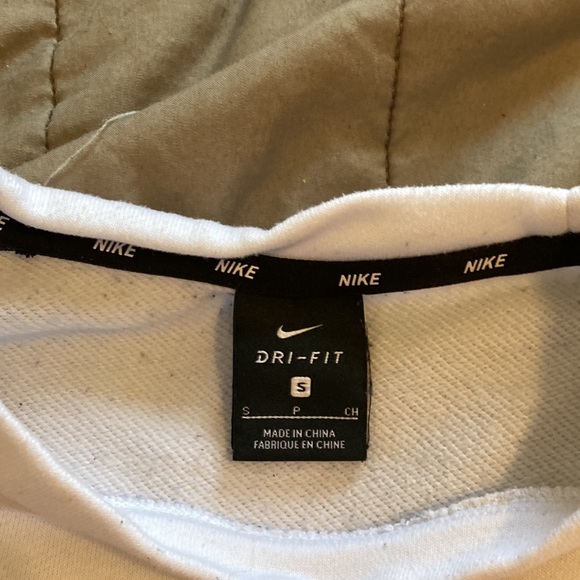 NIKE NIKE NIKE NIKE
DRI-FIT
S
S P CH
MADE IN CHINA
FABRIQUE EN CHINE